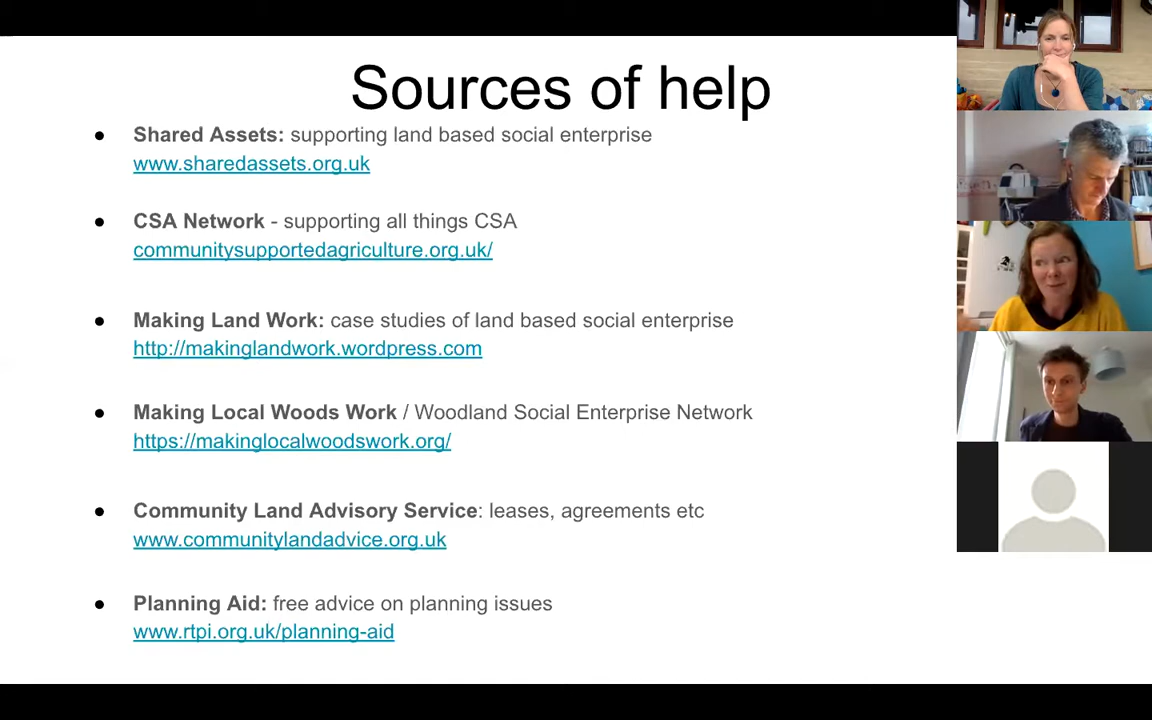 Sources of help
● Shared Assets: supporting land based social enterprise
www.sharedassets.org.uk
● CSA Network - supporting all things CSA
communitysupportedagriculture.org.uk/
● Making Land Work: case studies of land based social enterprise
http://makinglandwork.wordpress.com
● Making Local Woods Work / Woodland Social Enterprise Network
https://makinglocalwoodswork.org/
● Community Land Advisory Service: leases, agreements etc
www.communitylandadvice.org.uk
● Planning Aid: free advice on planning issues
www.rtpi.org.uk/planning-aid